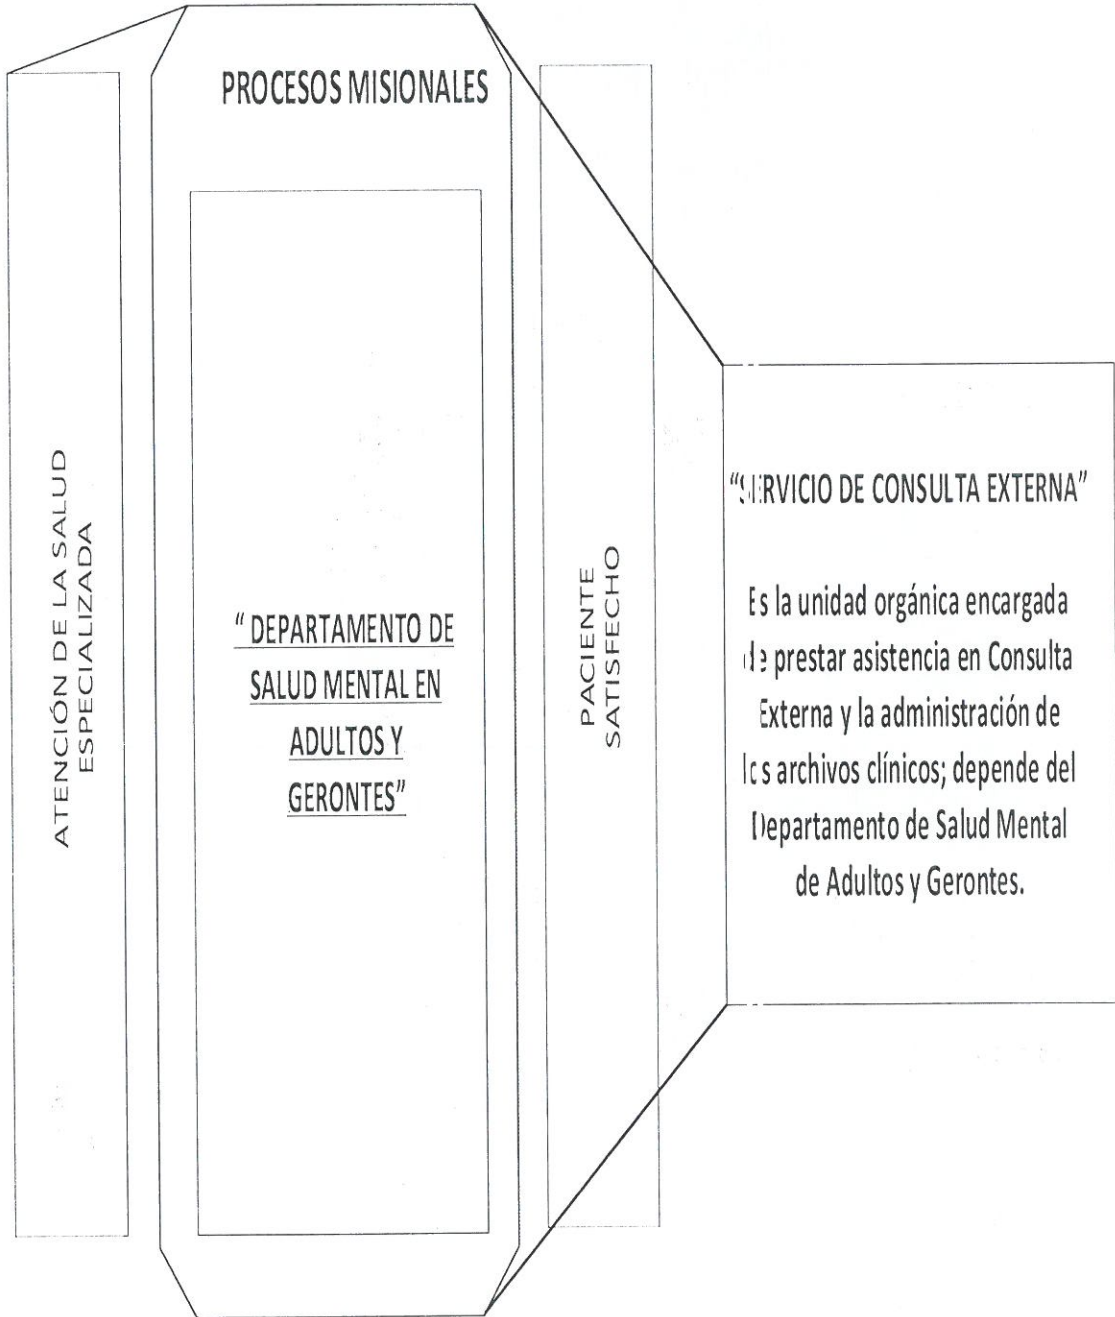 PROCESOS MISIONALES
ATENCIÓN DE LA SALUD
ESPECIALIZADA
" DEPARTAMENTO DE
SALUD MENTAL EN
ADULTOS Y
GERONTES"
PACIENTE
SATISFECHO
"SERVICIO DE CONSULTA EXTERNA"
Es la unidad orgánica encargada
de prestar asistencia en Consulta
Externa y la administración de
los archivos clínicos; depende del
Departamento de Salud Mental
de Adultos y Gerontes.